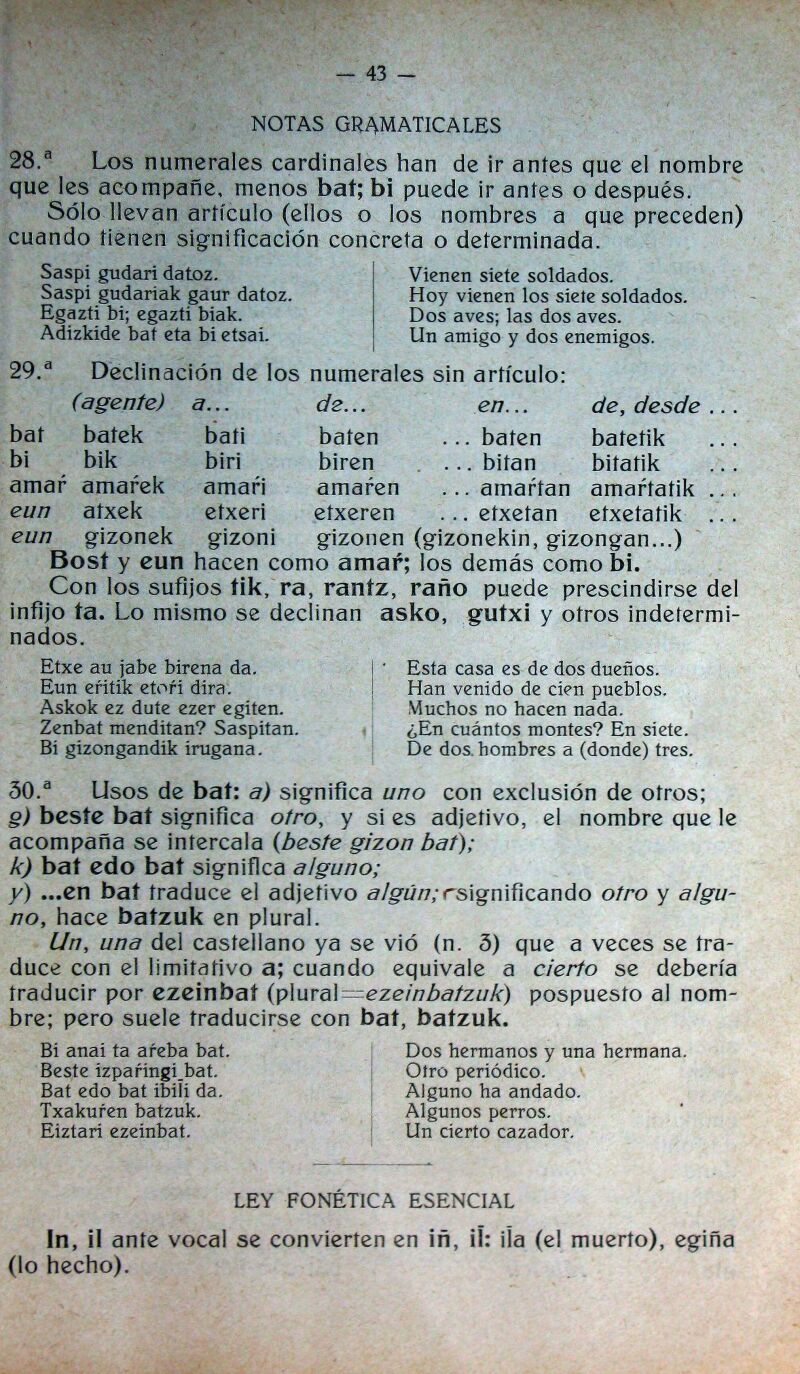 — 43 —
NOTAS GRAMATICALES
28.ª Los numerales cardinales han de ir antes que el nombre
que les acompañe, menos bat; bi puede ir antes o después.
Sólo llevan artículo (ellos o los nombres a que preceden)
cuando tienen significación concreta o determinada.
Saspi gudari datoz. Vienen siete soldados.
Saspi gudariak gaur datoz. Hoy vienen los siete soldados.
Egazti bi; egazti biak. Dos aves; las dos aves.
Adizkide bat eta bi etsai. Un amigo y dos enemigos.
29.ª Declinación de los numerales sin artículo:
(agente) a... de... en... de, desde ...
bat batek bati baten ... baten batetik ...
bi bik biri biren ... bitan bitatik ...
amaŕ amaŕek amaŕi amaŕen ... amaŕtan amaŕtatik ...
eun atxek etxeri etxeren ... etxetan etxetatik ...
eun gizonek gizoni gizonen (gizonekin, gizongan...)
Bost y eun hacen como amaŕ; los demás como bi.
Con los sufijos tik, ra, rantz, raño puede prescindirse del
infijo ta. Lo mismo se declinan asko, gutxi y otros indetermi-
nados.
Etxe au jabe birena da. Esta casa es de dos dueños.
Eun eŕitik etoŕi dira. Han venido de cien pueblos.
Askok ez dute ezer egiten. Muchos no hacen nada.
Zenbat menditan? Saspitan. ¿En cuántos montes? En siete.
Bi gizongandik irugana. De dos hombres a (donde) tres.
30.ª Usos de bat: a) significa uno con exclusión de otros;
g) beste bat significa otro, y si es adjetivo, el nombre que le
acompaña se intercala (beste gizon bat);
k) bat edo bat significa alguno;
y) ...en bat traduce el adjetivo algún; significando otro y algu-
no, hace batzuk en plural.
Un, una del castellano ya se vió (n. 3) que a veces se tra-
duce con el limitativo a; cuando equivale a cierto se debería
traducir por ezeinbat (plural=ezeinbatzuk) pospuesto al nom-
bre; pero suele traducirse con bat, batzuk.
Bi anai ta aŕeba bat. Dos hermanos y una hermana.
Beste izpaŕingi bat. Otro periódico.
Bat edo bat ibili da. Alguno ha andado.
Txakuŕen batzuk. Algunos perros.
Eiztari ezeinbat. Un cierto cazador.
LEY FONÉTICA ESENCIAL
In, il ante vocal se convierten en iñ, il̃: il̃a (el muerto), egiña
(lo hecho).